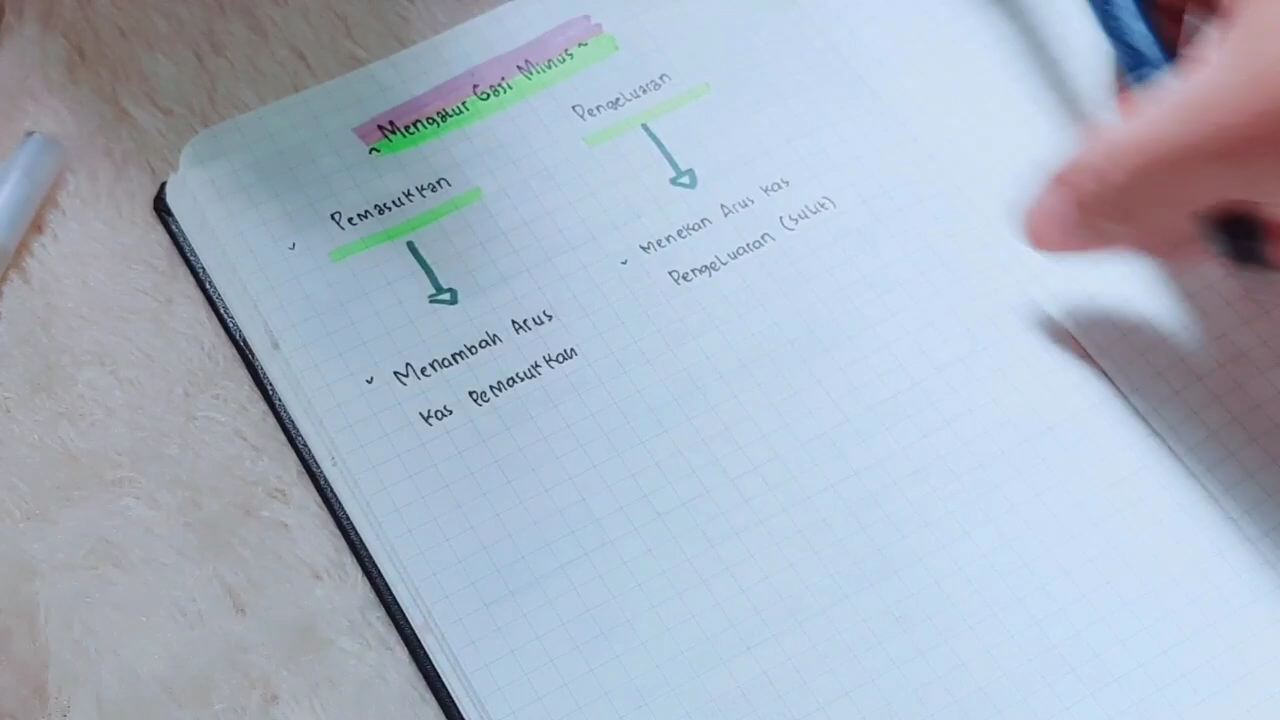 ~ Mengatur Gaji Minus ~
Pemasukkan
Menambah Arus
Kas Pemasukkan
Pengeluaran
Menekan Arus Kas
Pengeluaran (Sulit)